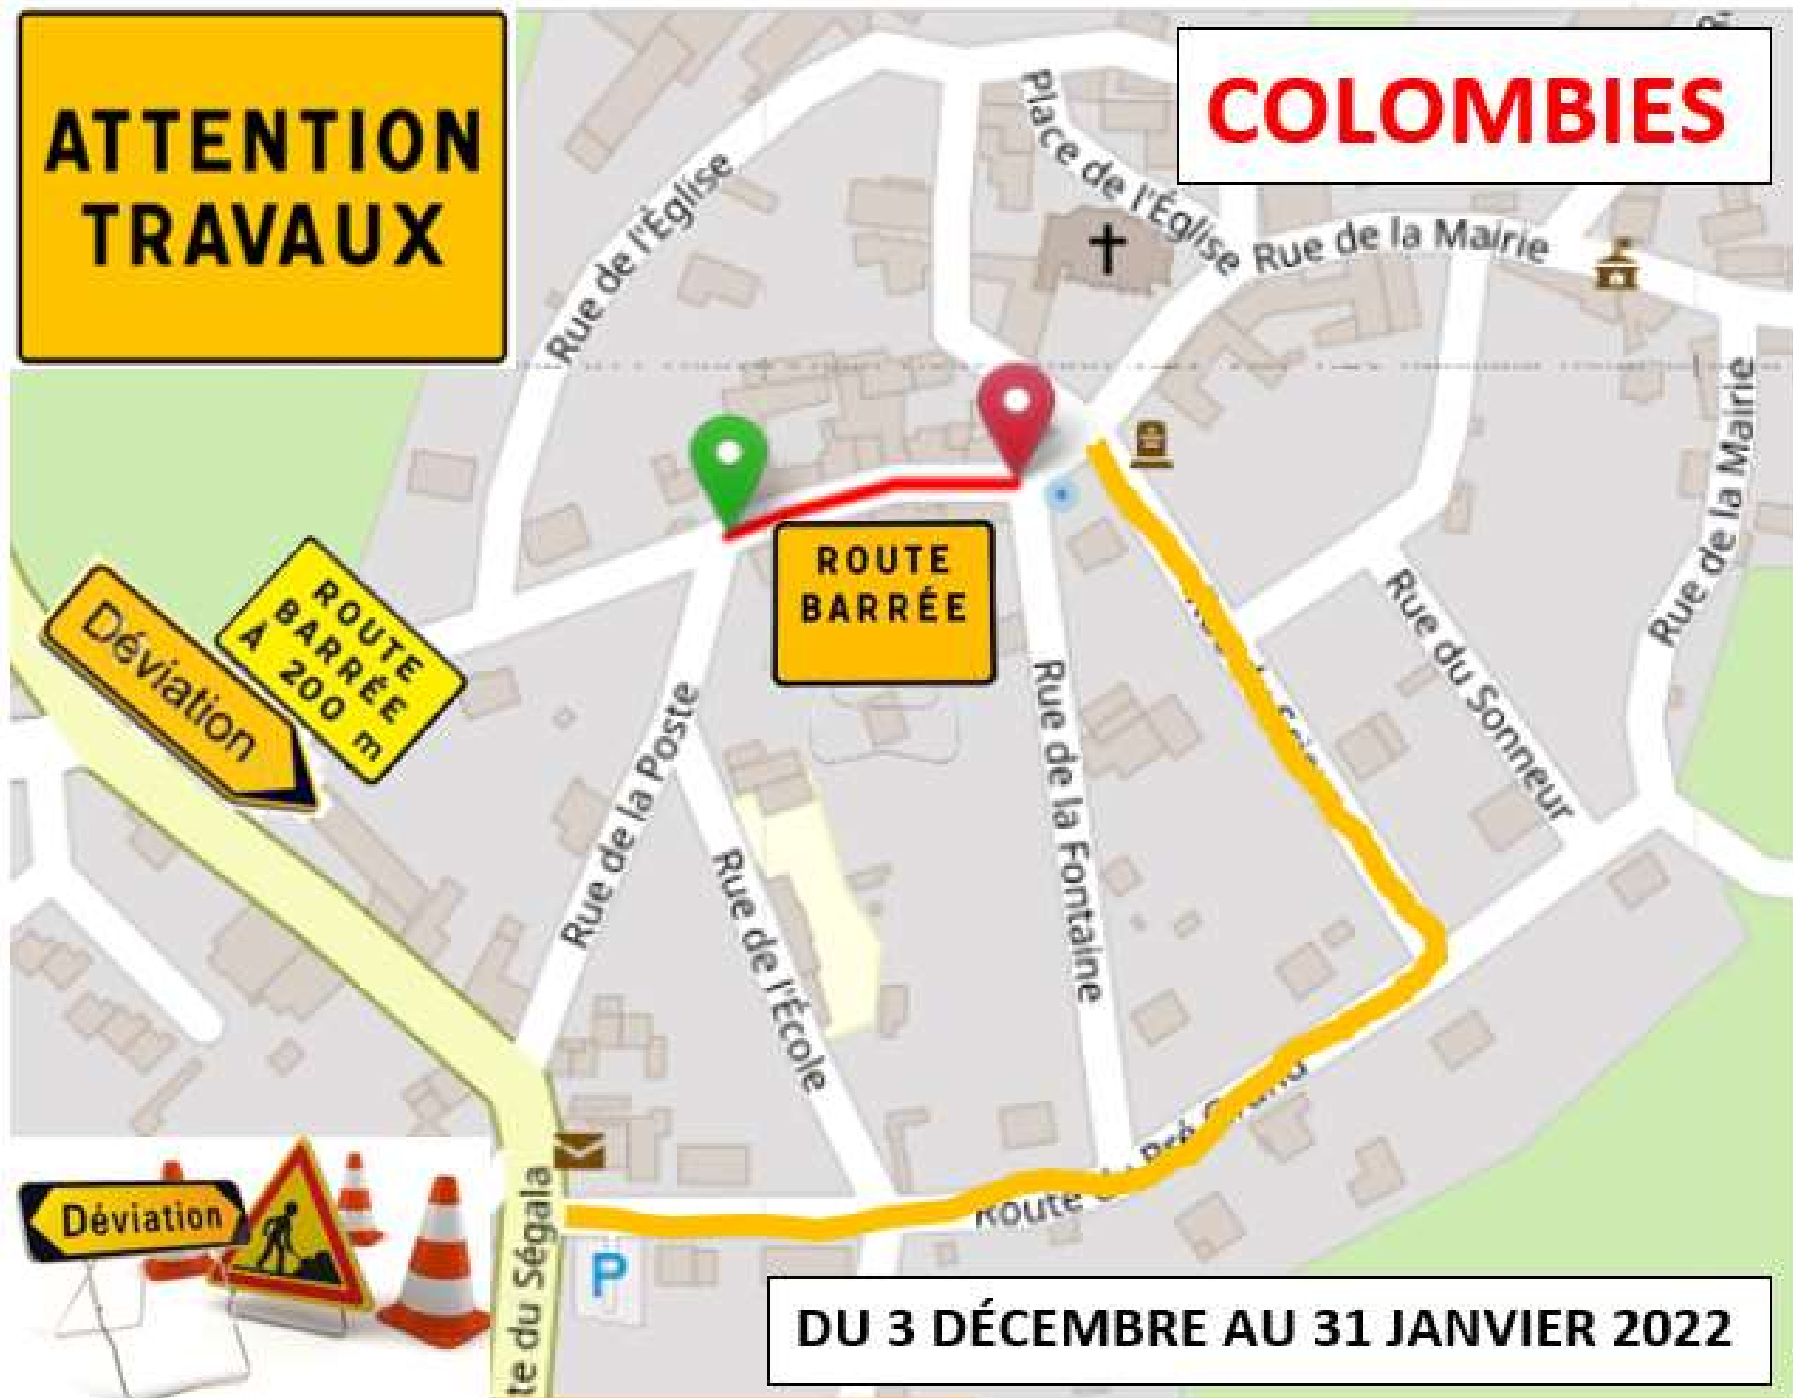 ATTENTION
TRAVAUX
COLOMBIES
Place de l'Église
Rue de l'Église
Rue de la Mairie
Rue de la Mairie
ROUTE
BARRÉE
Déviation
ROUTE
BARRÉE
À 200 m
Rue du Sonneur
Rue de la Poste
Rue de la Fontaine
Rue de l'École
Route
Déviation
te du Ségala
P
DU 3 DÉCEMBRE AU 31 JANVIER 2022